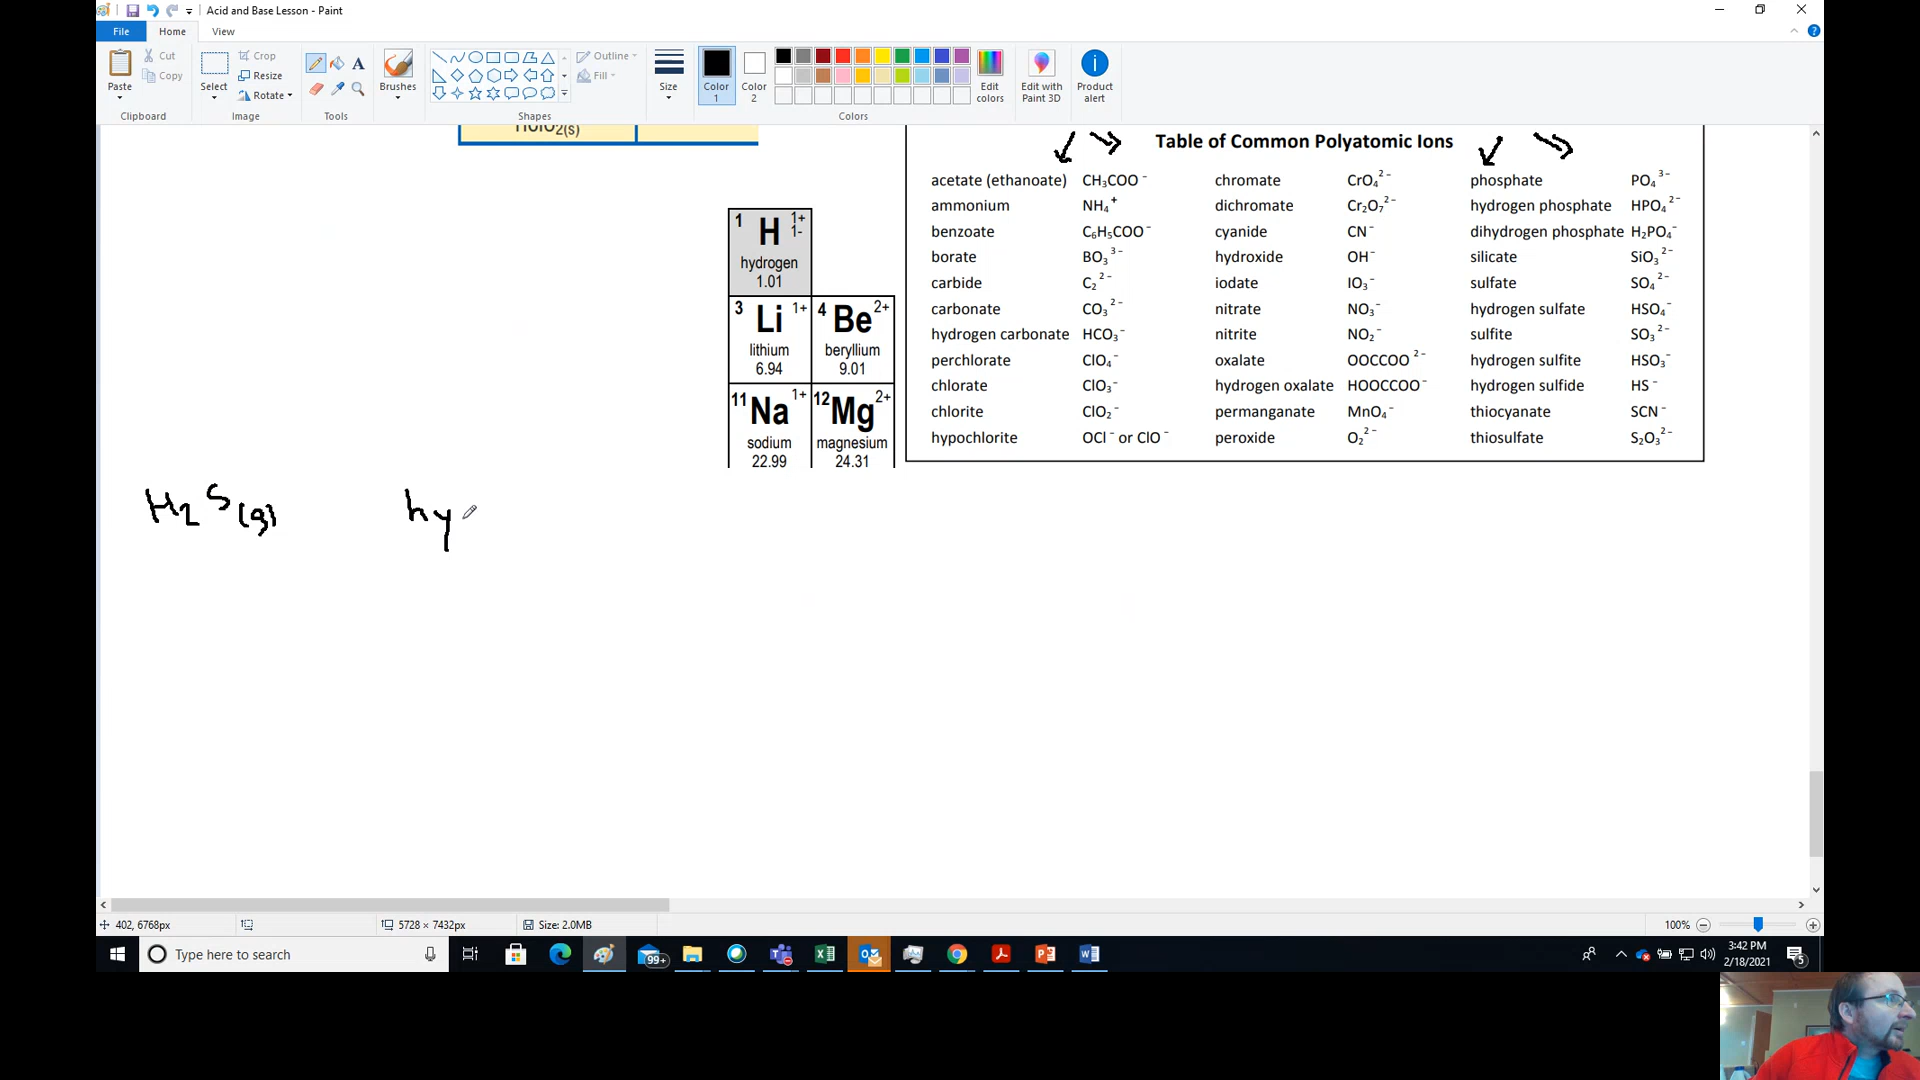 Acid and Base Lesson - Paint
File Home View
Paste Cut Copy Clipboard
Select Crop Resize Rotate Image
Tools
Brushes
Outline Fill Shapes
Size
Color 1 Color 2 Edit colors Colors
Edit with Paint 3D
Product alert
HOIO2(s)
Table of Common Polyatomic Ions
acetate (ethanoate) CH₃COO⁻ chromate CrO₄²⁻ phosphate PO₄³⁻
ammonium NH₄⁺ dichromate Cr₂O₇²⁻ hydrogen phosphate HPO₄²⁻
benzoate C₆H₅COO⁻ cyanide CN⁻ dihydrogen phosphate H₂PO₄⁻
borate BO₃³⁻ hydroxide OH⁻ silicate SiO₃²⁻
carbide C₂²⁻ iodate IO₃⁻ sulfate SO₄²⁻
carbonate CO₃²⁻ nitrate NO₃⁻ hydrogen sulfate HSO₄⁻
hydrogen carbonate HCO₃⁻ nitrite NO₂⁻ sulfite SO₃²⁻
perchlorate ClO₄⁻ oxalate OOCCOO²⁻ hydrogen sulfite HSO₃⁻
chlorate ClO₃⁻ hydrogen oxalate HOOCCOO⁻ hydrogen sulfide HS⁻
chlorite ClO₂⁻ permanganate MnO₄⁻ thiocyanate SCN⁻
hypochlorite OCl⁻ or ClO⁻ peroxide O₂²⁻ thiosulfate S₂O₃²⁻
1 H 1+ 1-
hydrogen
1.01
3 Li 1+ 4 Be 2+
lithium beryllium
6.94 9.01
11 Na 1+ 12 Mg 2+
sodium magnesium
22.99 24.31
H₂S(g) hy
402, 6768px 5728 × 7432px Size: 2.0MB 100%
Type here to search
99+
3:42 PM
2/18/2021
5